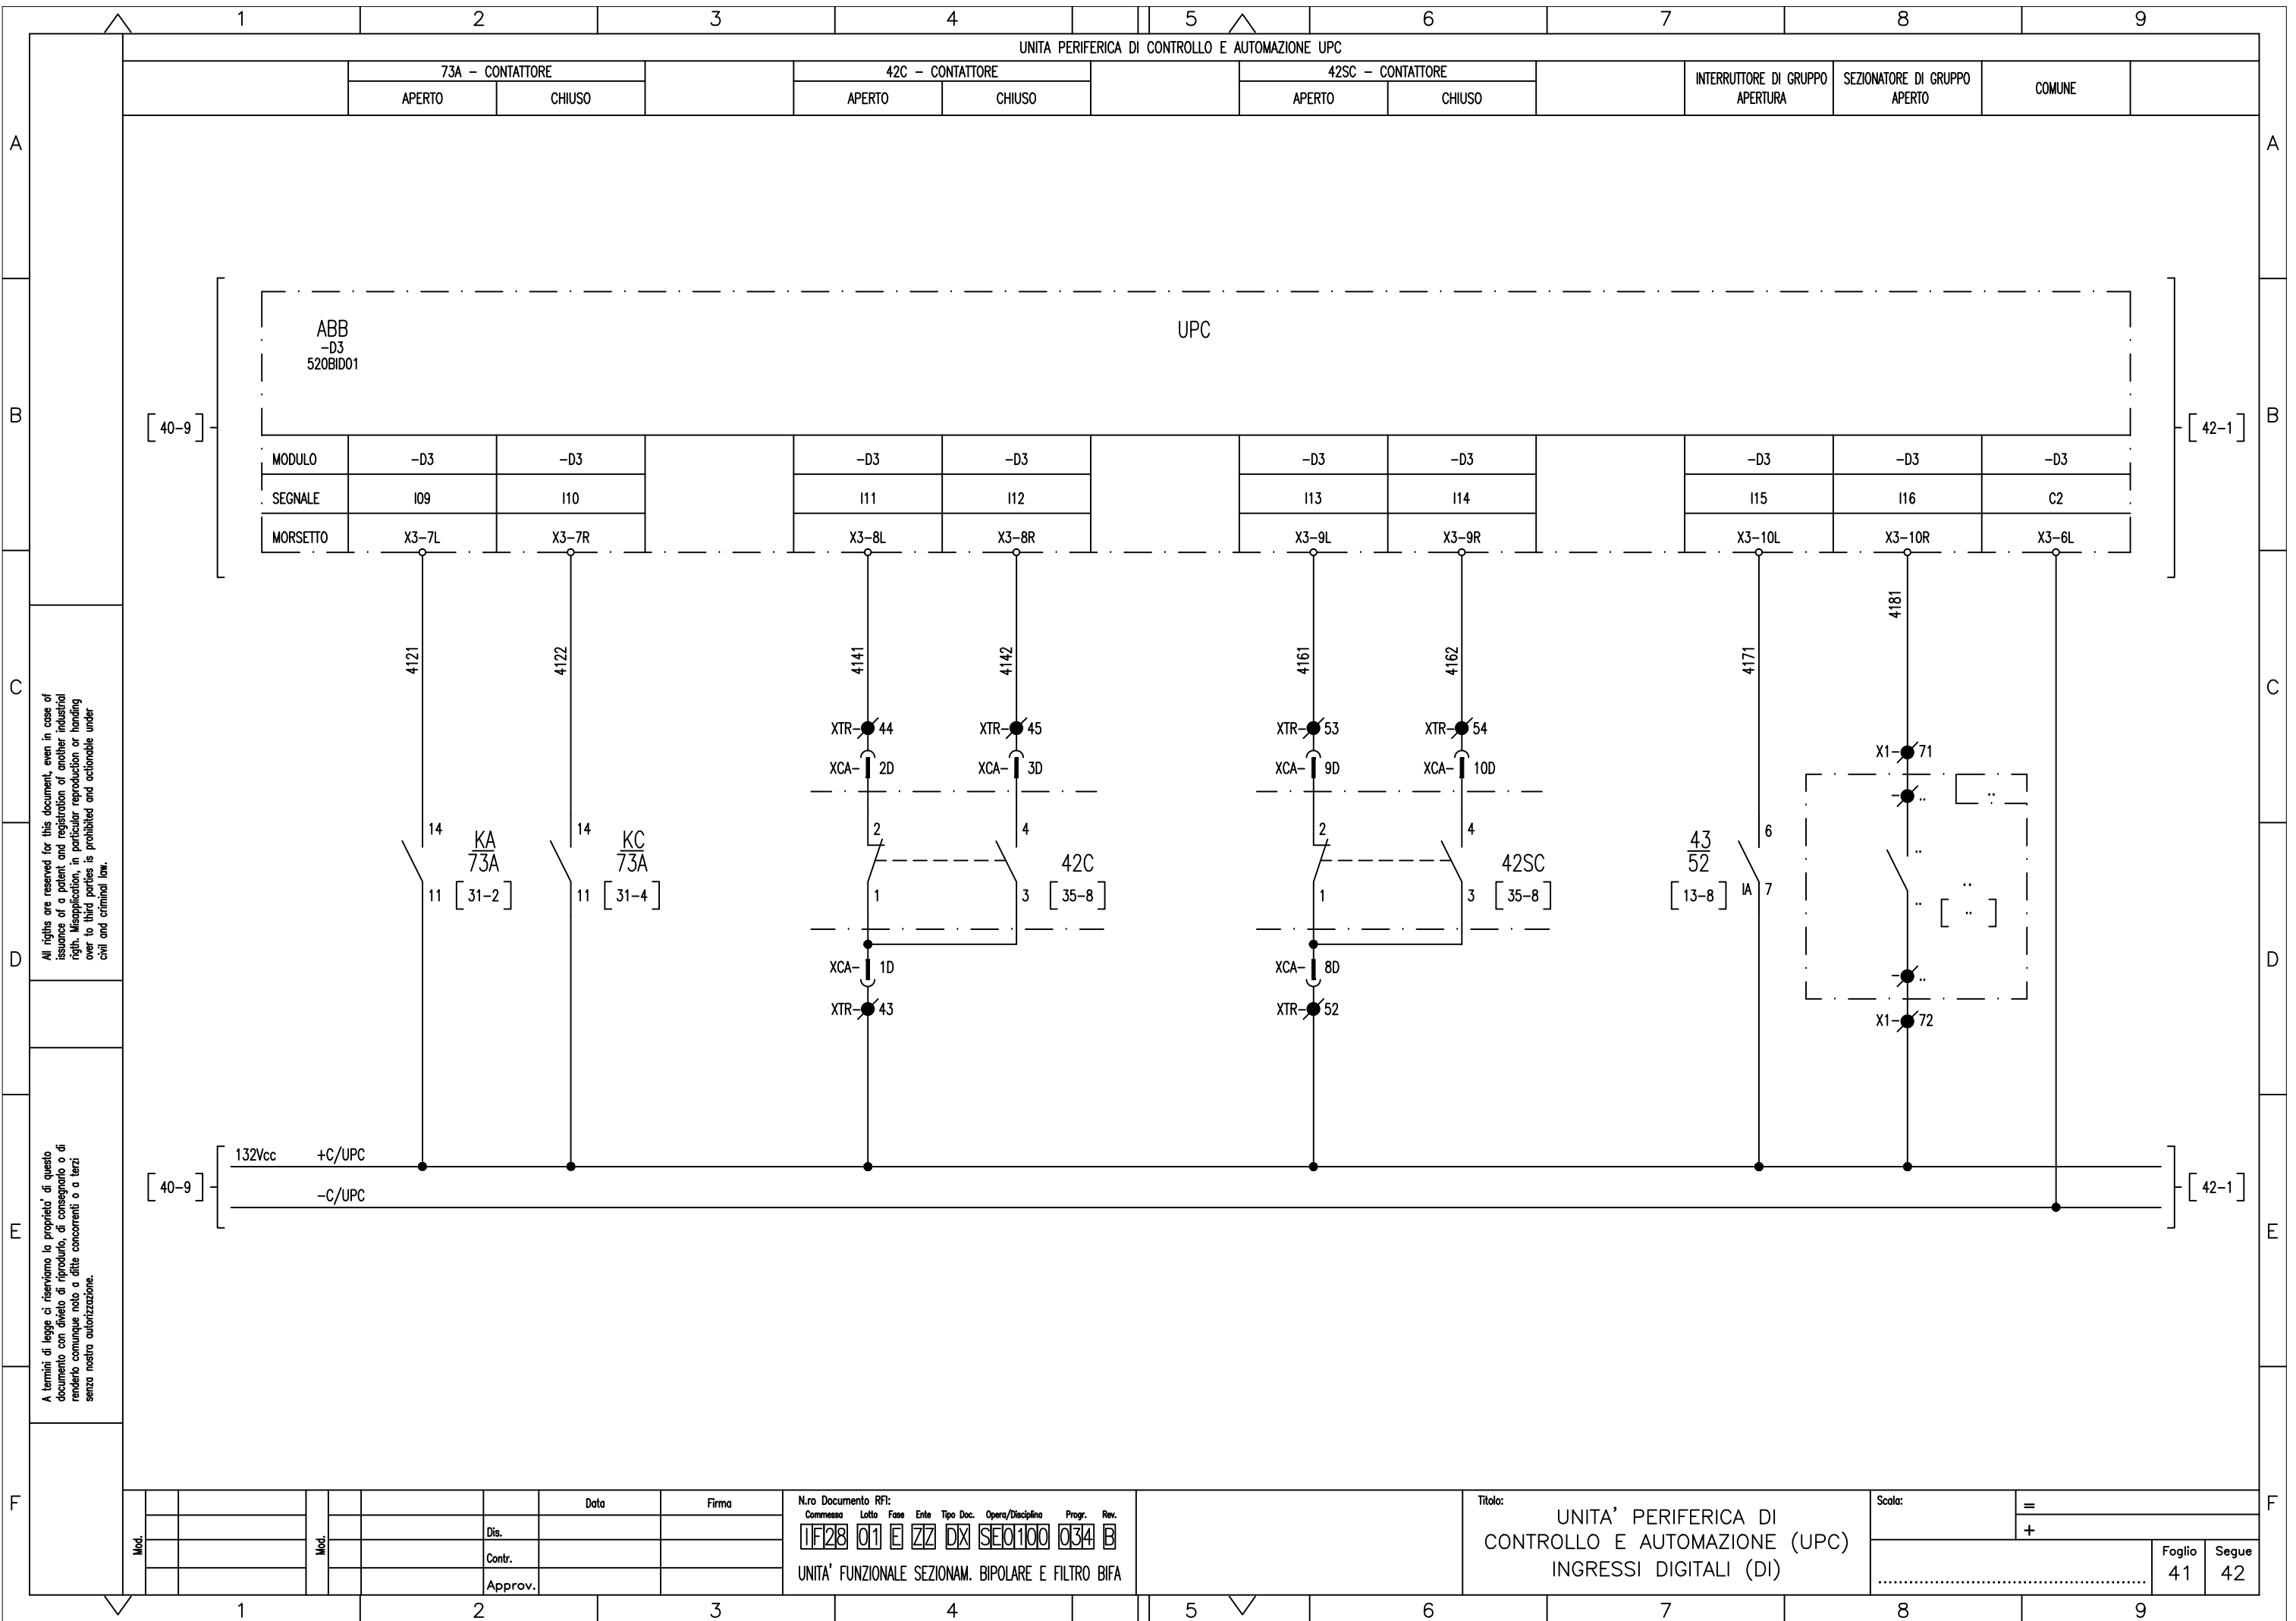 1 2 3 4 5 6 7 8 9
UNITA PERIFERICA DI CONTROLLO E AUTOMAZIONE UPC
73A - CONTATTORE
APERTO CHIUSO
42C - CONTATTORE
APERTO CHIUSO
42SC - CONTATTORE
APERTO CHIUSO
INTERRUTTORE DI GRUPPO
APERTURA
SEZIONATORE DI GRUPPO
APERTO
COMUNE
A A
B B
C C
D D
E E
F F
ABB
-D3
520BID01
UPC
[40-9]
[42-1]
MODULO -D3 -D3 -D3 -D3 -D3 -D3 -D3 -D3 -D3
SEGNALE I09 I10 I11 I12 I13 I14 I15 I16 C2
MORSETTO X3-7L X3-7R X3-8L X3-8R X3-9L X3-9R X3-10L X3-10R X3-6L
4121 4122 4141 4142 4161 4162 4171 4181
XTR- 44 XTR- 45 XTR- 53 XTR- 54
XCA- 2D XCA- 3D XCA- 9D XCA- 10D
X1- 71
- ..
..
14 14 2 4 2 4 6 ..
KA
73A
[31-2]
KC
73A
[31-4]
42C
[35-8]
42SC
[35-8]
43
52
[13-8] IA
..
[ .. ]
11 11 1 3 1 3 7 ..
XCA- 1D XCA- 8D
- ..
XTR- 43 XTR- 52
X1- 72
132Vcc +C/UPC
-C/UPC
[40-9]
[42-1]
All rigths are reserved for this document, even in case of
issuance of a patent and registration of another industrial
rigth. Misapplication, in particular reproduction or handing
over to third parties is prohibited and actionable under
civil and criminal law.
A termini di legge ci riserviamo la proprieta' di questo
documento con divieto di riprodurlo, di consegnarlo o di
renderlo comunque noto a ditte concorrenti o a terzi
senza nostra autorizzazione.
Mod.
Mod.
Data Firma
Dis.
Contr.
Approv.
N.ro Documento RFI:
Commessa Lotto Fase Ente Tipo Doc. Opera/Disciplina Progr. Rev.
IF28 01 E ZZ DX SE0100 034 B
UNITA' FUNZIONALE SEZIONAM. BIPOLARE E FILTRO BIFA
Titolo:
UNITA' PERIFERICA DI
CONTROLLO E AUTOMAZIONE (UPC)
INGRESSI DIGITALI (DI)
Scala:
=
+
Foglio Segue
41 42
1 2 3 4 5 6 7 8 9